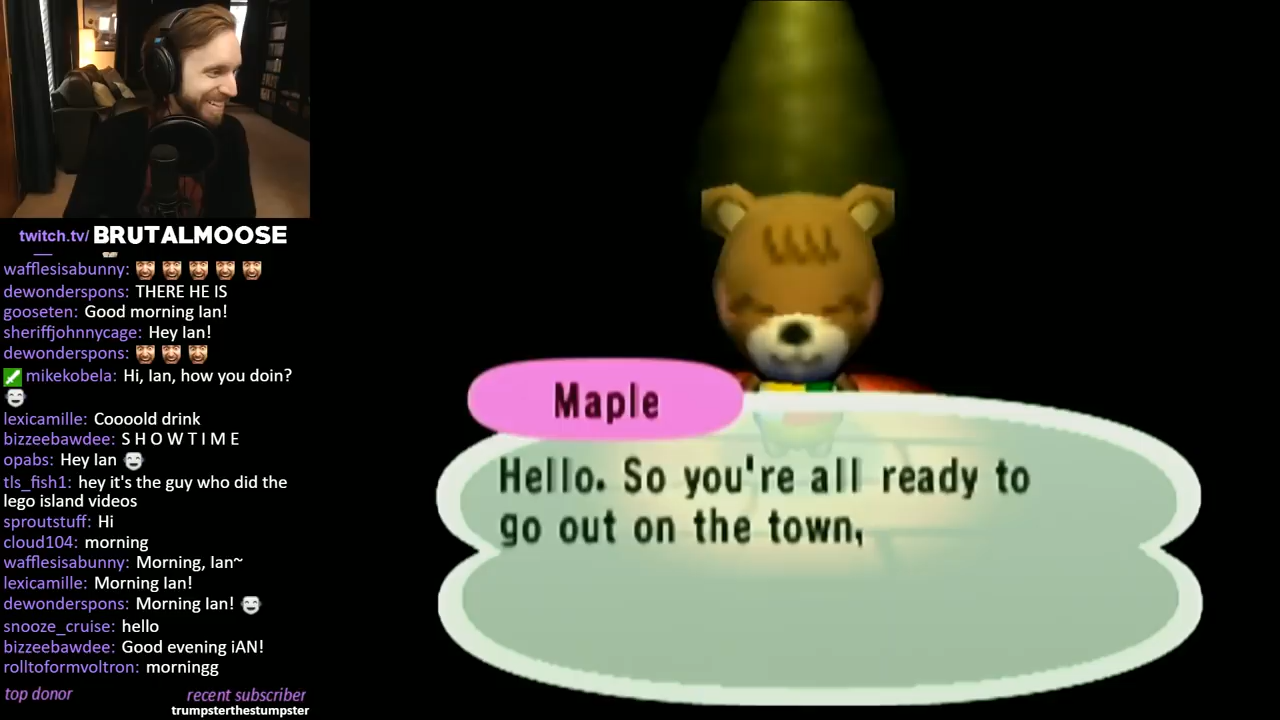 twitch.tv/ BRUTALMOOSE
wafflesisabunny:
dewonderspons: THERE HE IS
gooseten: Good morning Ian!
sheriffjohnnycage: Hey Ian!
dewonderspons:
mikekobela: Hi, Ian, how you doin?
lexicamille: Coooold drink
bizzeebawdee: S H O W T I M E
opabs: Hey Ian
tls_fish1: hey it's the guy who did the
lego island videos
sproutstuff: Hi
cloud104: morning
wafflesisabunny: Morning, Ian~
lexicamille: Morning Ian!
dewonderspons: Morning Ian!
snooze_cruise: hello
bizzeebawdee: Good evening iAN!
rolltoformvoltron: morningg
top donor
recent subscriber
trumpsterthestumpster
Maple
Hello. So you're all ready to
go out on the town,